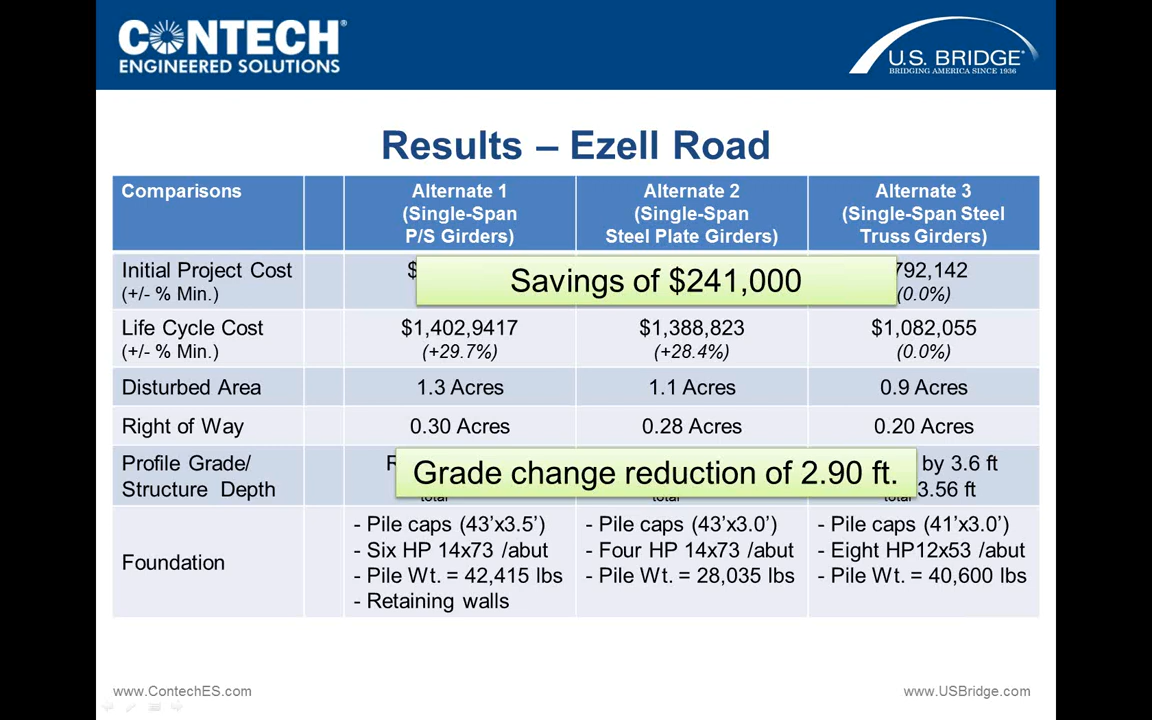 CONTECH®
ENGINEERED SOLUTIONS
U.S. BRIDGE®
BRIDGING AMERICA SINCE 1936
Results – Ezell Road
Comparisons
Alternate 1
(Single-Span
P/S Girders)
Alternate 2
(Single-Span
Steel Plate Girders)
Alternate 3
(Single-Span Steel
Truss Girders)
Initial Project Cost
(+/- % Min.)
$
Savings of $241,000
792,142
(0.0%)
Life Cycle Cost
(+/- % Min.)
$1,402,9417
(+29.7%)
$1,388,823
(+28.4%)
$1,082,055
(0.0%)
Disturbed Area
1.3 Acres
1.1 Acres
0.9 Acres
Right of Way
0.30 Acres
0.28 Acres
0.20 Acres
Profile Grade/
Structure Depth
Grade change reduction of 2.90 ft.
total
total
by 3.6 ft
total 3.56 ft
Foundation
- Pile caps (43’x3.5’)
- Six HP 14x73 /abut
- Pile Wt. = 42,415 lbs
- Retaining walls
- Pile caps (43’x3.0’)
- Four HP 14x73 /abut
- Pile Wt. = 28,035 lbs
- Pile caps (41’x3.0’)
- Eight HP12x53 /abut
- Pile Wt. = 40,600 lbs
www.ContechES.com
www.USBridge.com